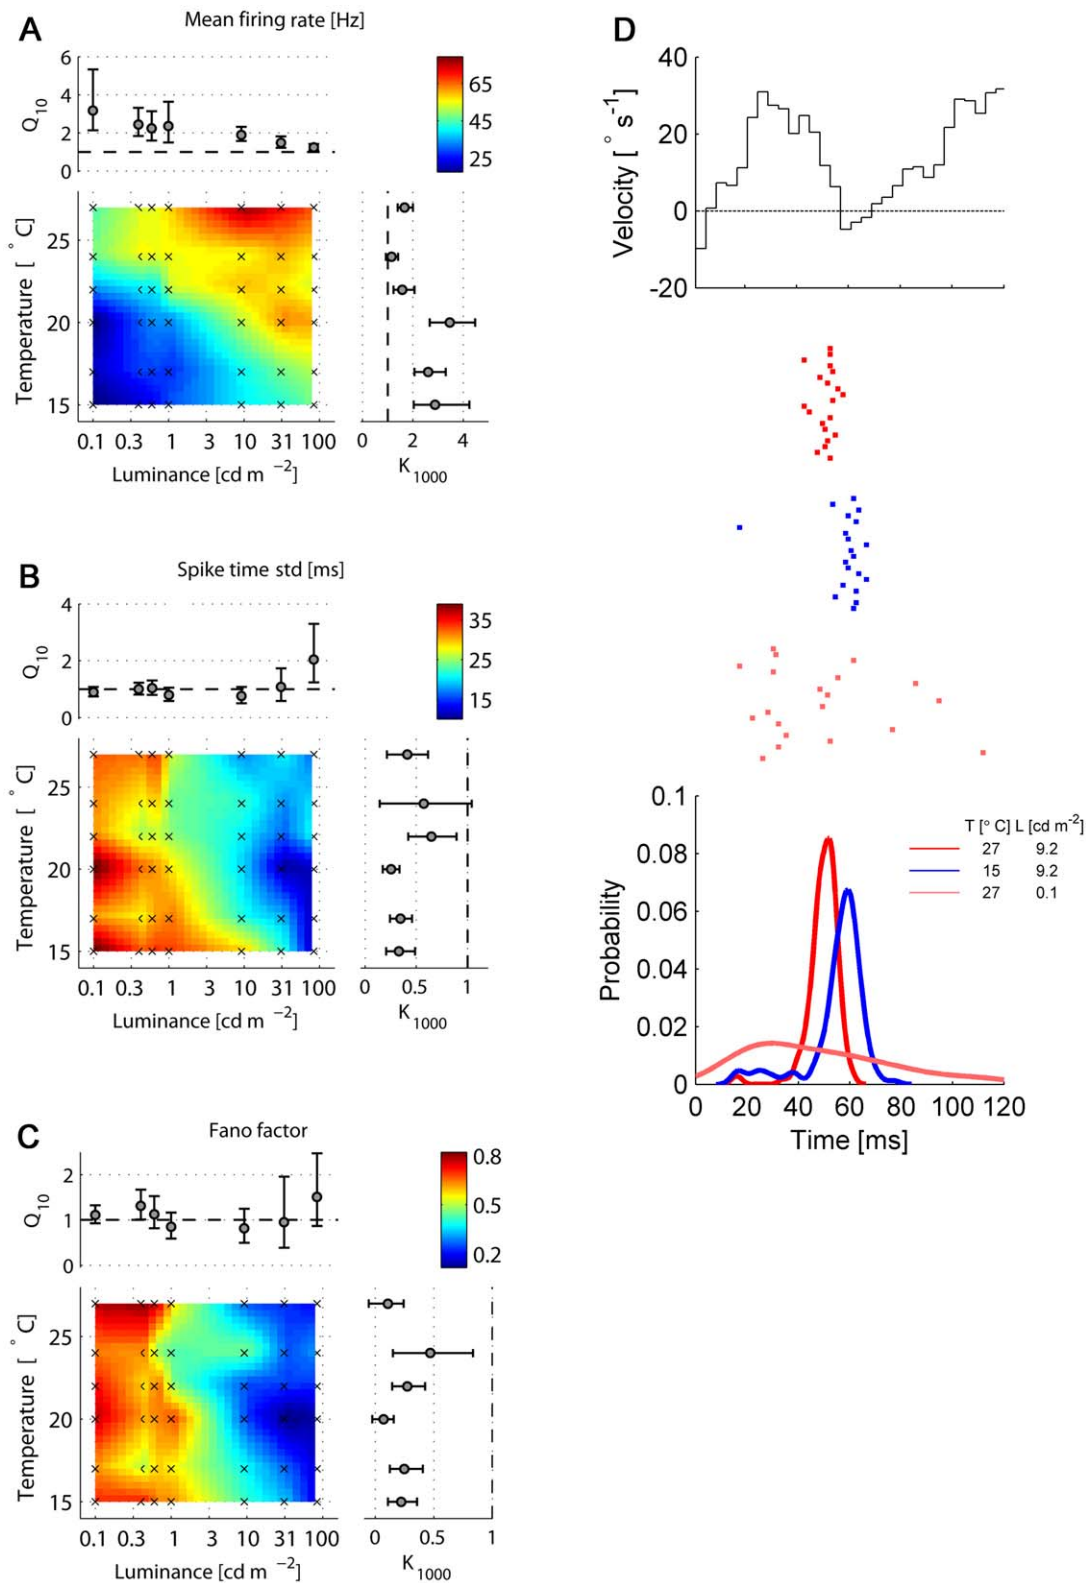 A
Mean firing rate [Hz]
6
4
2
0
Q10
65
45
25
Temperature [ °C]
25
20
15
0.1 0.3 1 3 10 31 100
Luminance [cd m −2]
0 2 4
K1000
B
Spike time std [ms]
4
2
0
Q10
35
25
15
Temperature [ °C]
25
20
15
0.1 0.3 1 3 10 31 100
Luminance [cd m −2]
0 0.5 1
K1000
C
Fano factor
2
1
0
Q10
0.8
0.5
0.2
Temperature [ °C]
25
20
15
0.1 0.3 1 3 10 31 100
Luminance [cd m −2]
0 0.5 1
K1000
D
40
20
0
-20
Velocity [ ° s-1]
0.1
0.08
0.06
0.04
0.02
0
Probability
T [° C] L [cd m-2]
27 9.2
15 9.2
27 0.1
0 20 40 60 80 100 120
Time [ms]